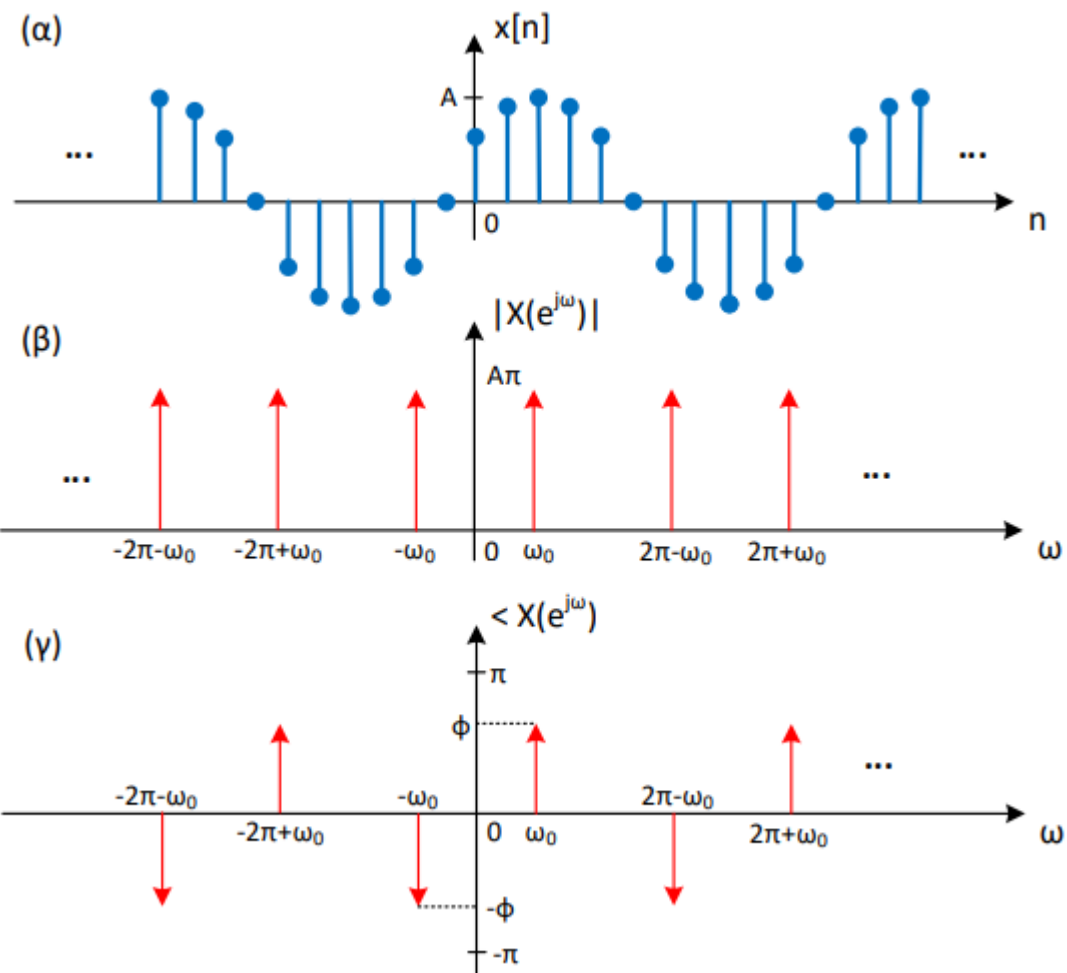 (α)
x[n]
A
...
...
0
n
(β)
|X(e^jω)|
Aπ
...
...
-2π-ω₀
-2π+ω₀
-ω₀
0
ω₀
2π-ω₀
2π+ω₀
ω
(γ)
< X(e^jω)
π
φ
...
-2π-ω₀
-ω₀
2π-ω₀
-2π+ω₀
0
ω₀
2π+ω₀
ω
-φ
-π